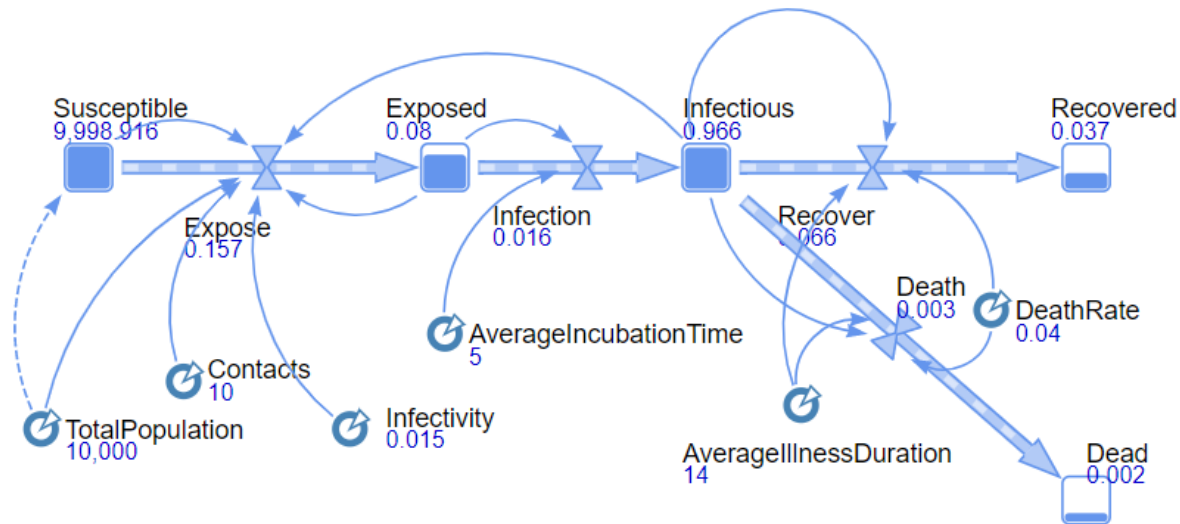 Susceptible
9,998.916
Exposed
0.08
Infectious
0.966
Recovered
0.037
Expose
0.157
Infection
0.016
Recover
0.066
Death
0.003
DeathRate
0.04
AverageIncubationTime
5
Contacts
10
TotalPopulation
10,000
Infectivity
0.015
AverageIllnessDuration
14
Dead
0.002